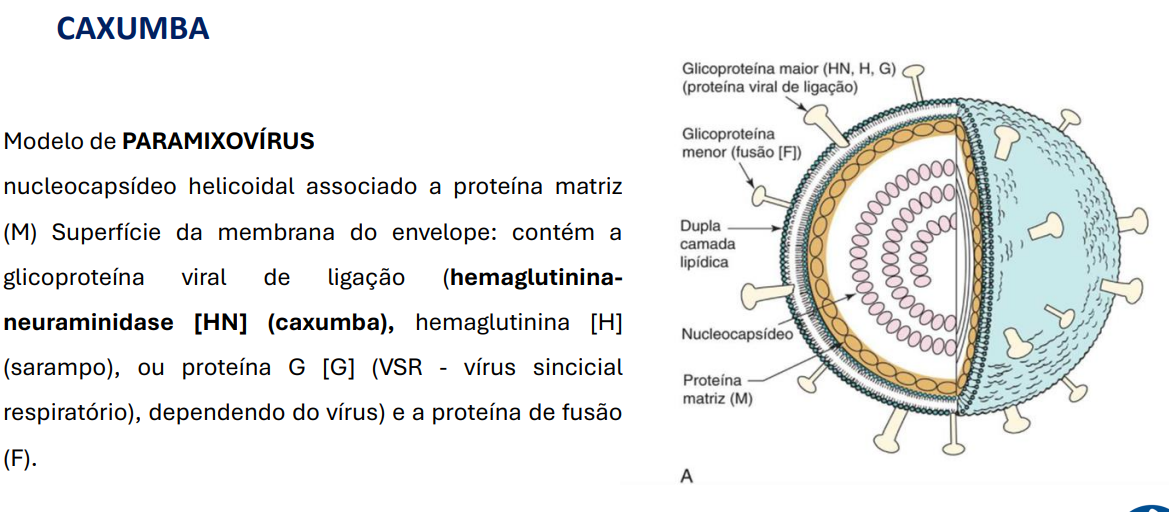 CAXUMBA
Modelo de PARAMIXOVÍRUS
nucleocapsídeo helicoidal associado a proteína matriz
(M) Superfície da membrana do envelope: contém a
glicoproteína viral de ligação (hemaglutinina-
neuraminidase [HN] (caxumba), hemaglutinina [H]
(sarampo), ou proteína G [G] (VSR - vírus sincicial
respiratório), dependendo do vírus) e a proteína de fusão
(F).
Glicoproteína maior (HN, H, G)
(proteína viral de ligação)
Glicoproteína
menor (fusão [F])
Dupla
camada
lipídica
Nucleocapsídeo
Proteína
matriz (M)
A